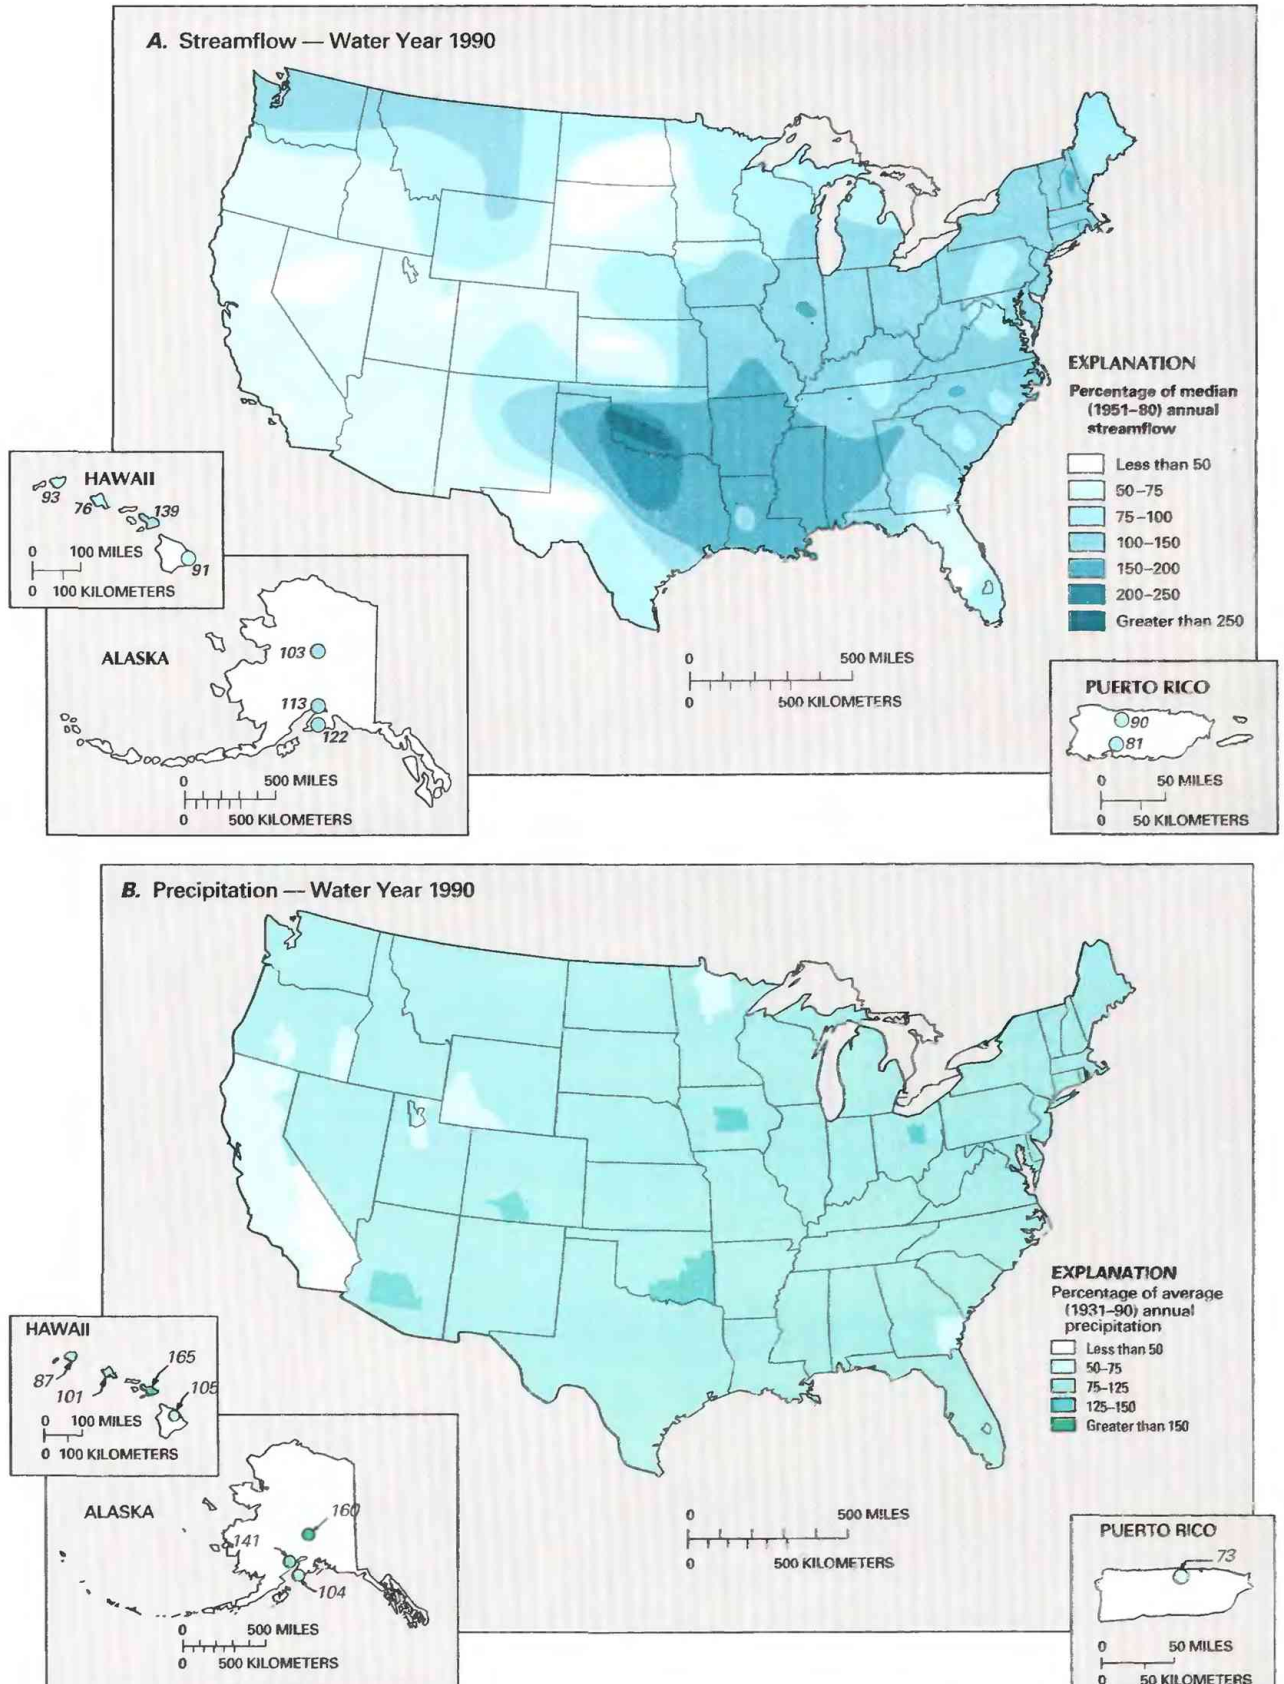 A. Streamflow — Water Year 1990
EXPLANATION
Percentage of median
(1951–80) annual
streamflow
Less than 50
50–75
75–100
100–150
150–200
200–250
Greater than 250
HAWAII
93
76
139
91
0 100 MILES
0 100 KILOMETERS
ALASKA
103
113
122
0 500 MILES
0 500 KILOMETERS
0 500 MILES
0 500 KILOMETERS
PUERTO RICO
90
81
0 50 MILES
0 50 KILOMETERS
B. Precipitation — Water Year 1990
EXPLANATION
Percentage of average
(1931–90) annual
precipitation
Less than 50
50–75
75–125
125–150
Greater than 150
HAWAII
87
101
165
105
0 100 MILES
0 100 KILOMETERS
ALASKA
160
141
104
0 500 MILES
0 500 KILOMETERS
0 500 MILES
0 500 KILOMETERS
PUERTO RICO
73
0 50 MILES
0 50 KILOMETERS